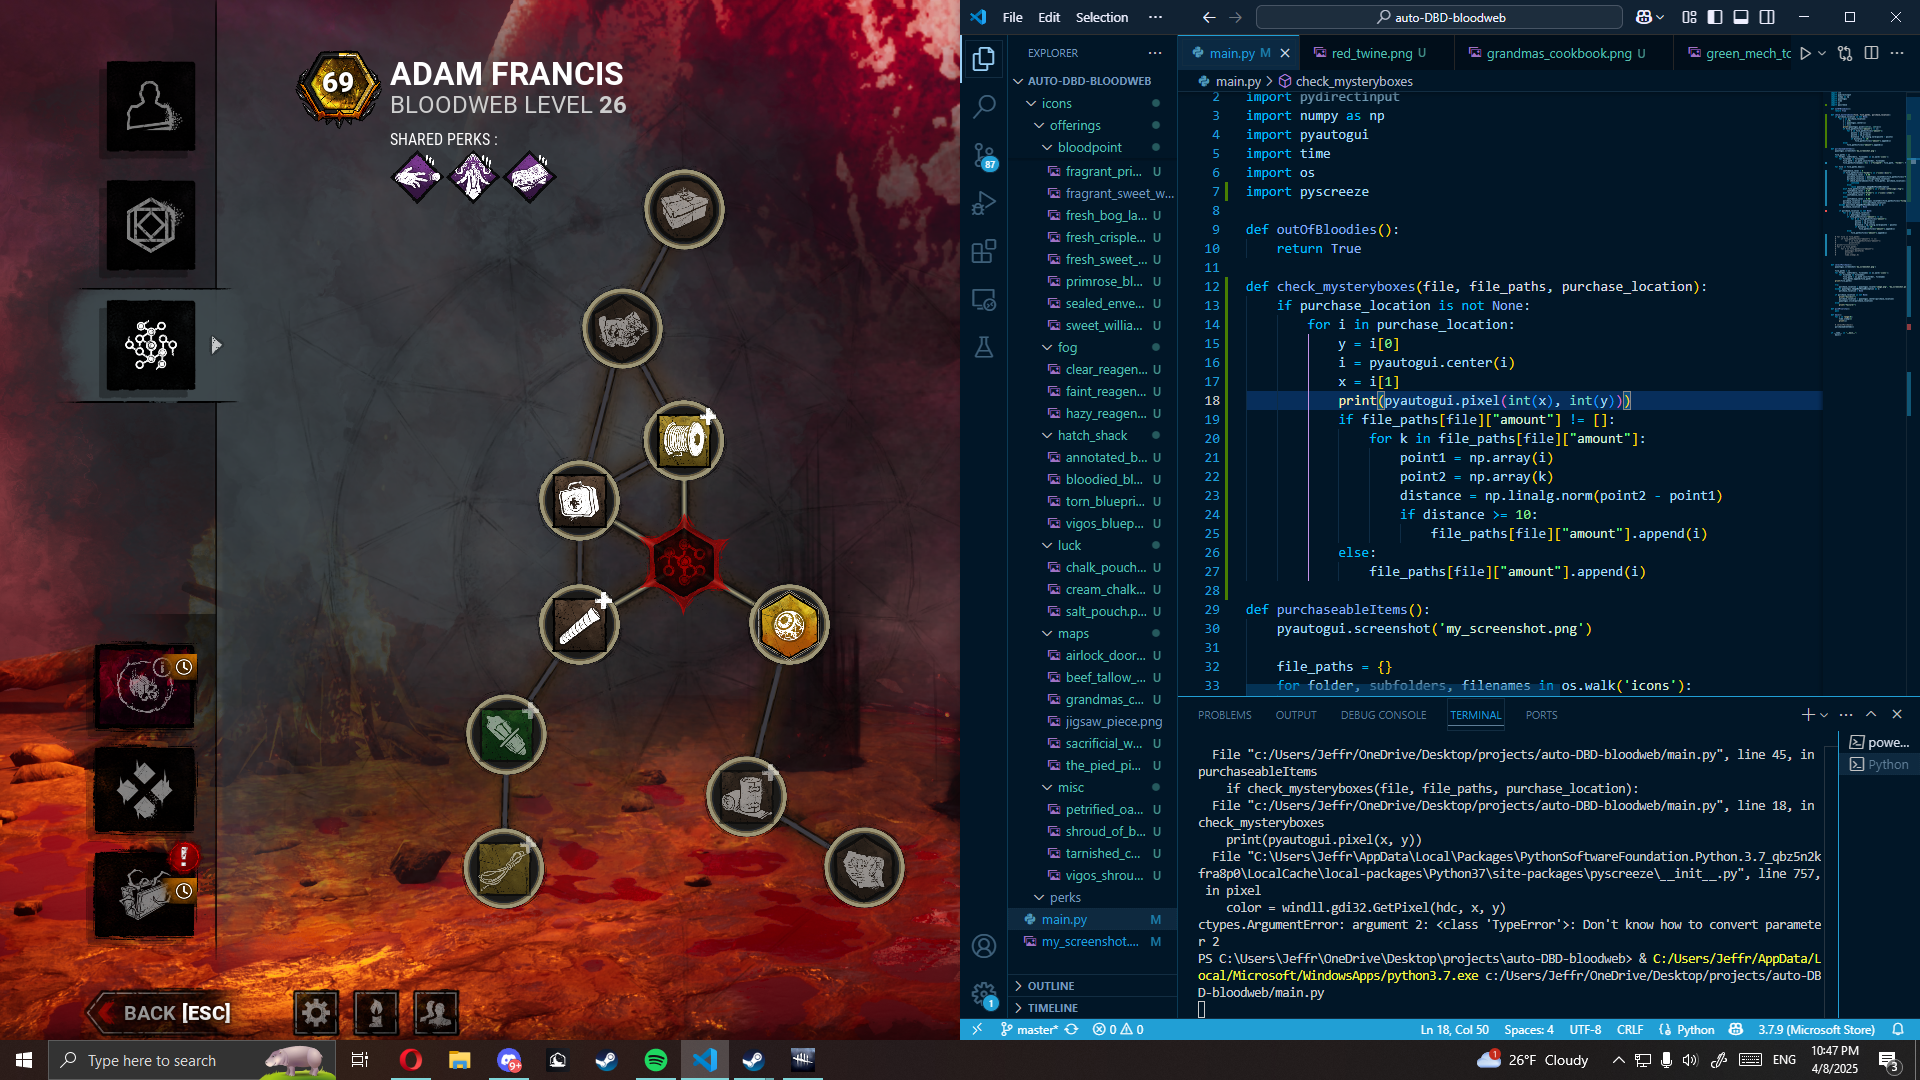 69
ADAM FRANCIS
BLOODWEB LEVEL 26
SHARED PERKS :
BACK [ESC]
File Edit Selection ...
auto-DBD-bloodweb
EXPLORER
AUTO-DBD-BLOODWEB
icons
offerings
bloodpoint
fragrant_pri... U
fragrant_sweet_w...
fresh_bog_la... U
fresh_crisple... U
fresh_sweet_... U
primrose_bl... U
sealed_enve... U
sweet_willia... U
fog
clear_reagen... U
faint_reagen... U
hazy_reagen... U
hatch_shack
annotated_b... U
bloodied_bl... U
torn_bluepri... U
vigos_bluep... U
luck
chalk_pouch... U
cream_chalk... U
salt_pouch.p... U
maps
airlock_door... U
beef_tallow_... U
grandmas_c... U
jigsaw_piece.png
sacrificial_w... U
the_pied_pi... U
misc
petrified_oa... U
shroud_of_b... U
tarnished_c... U
vigos_shrou... U
perks
main.py M
my_screenshot.... M
OUTLINE
TIMELINE
87
1
main.py M
red_twine.png U
grandmas_cookbook.png U
green_mech_tc
main.py > check_mysteryboxes
2 import pydirectinput
3 import numpy as np
4 import pyautogui
5 import time
6 import os
7 import pyscreeze
8
9 def outOfBloodies():
10 return True
11
12 def check_mysteryboxes(file, file_paths, purchase_location):
13 if purchase_location is not None:
14 for i in purchase_location:
15 y = i[0]
16 i = pyautogui.center(i)
17 x = i[1]
18 print(pyautogui.pixel(int(x), int(y)))
19 if file_paths[file]["amount"] != []:
20 for k in file_paths[file]["amount"]:
21 point1 = np.array(i)
22 point2 = np.array(k)
23 distance = np.linalg.norm(point2 - point1)
24 if distance >= 10:
25 file_paths[file]["amount"].append(i)
26 else:
27 file_paths[file]["amount"].append(i)
28
29 def purchaseableItems():
30 pyautogui.screenshot('my_screenshot.png')
31
32 file_paths = {}
33 for folder, subfolders, filenames in os.walk('icons'):
PROBLEMS OUTPUT DEBUG CONSOLE TERMINAL PORTS
File "c:/Users/Jeffr/OneDrive/Desktop/projects/auto-DBD-bloodweb/main.py", line 45, in
purchaseableItems
if check_mysteryboxes(file, file_paths, purchase_location):
File "c:/Users/Jeffr/OneDrive/Desktop/projects/auto-DBD-bloodweb/main.py", line 18, in
check_mysteryboxes
print(pyautogui.pixel(x, y))
File "C:\Users\Jeffr\AppData\Local\Packages\PythonSoftwareFoundation.Python.3.7_qbz5n2k
fra8p0\LocalCache\local-packages\Python37\site-packages\pyscreeze\__init__.py", line 757,
in pixel
color = windll.gdi32.GetPixel(hdc, x, y)
ctypes.ArgumentError: argument 2: <class 'TypeError'>: Don't know how to convert paramete
r 2
PS C:\Users\Jeffr\OneDrive\Desktop\projects\auto-DBD-bloodweb> & C:/Users/Jeffr/AppData/L
ocal/Microsoft/WindowsApps/python3.7.exe c:/Users/Jeffr/OneDrive/Desktop/projects/auto-DB
D-bloodweb/main.py
powe...
Python
master* 0 0
Ln 18, Col 50 Spaces: 4 UTF-8 CRLF Python 3.7.9 (Microsoft Store)
Type here to search
9+
1
26°F Cloudy
ENG
10:47 PM
4/8/2025
3